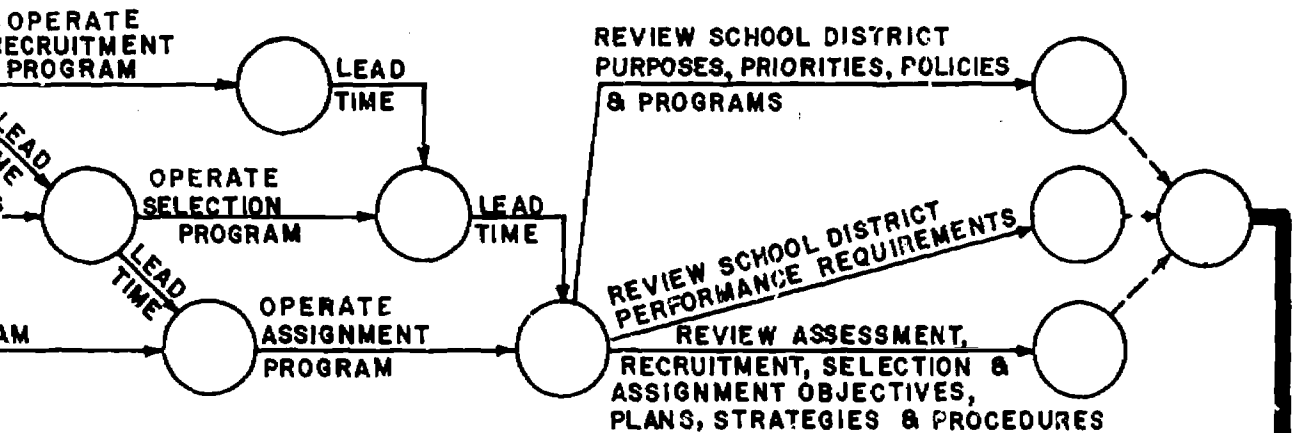 OPERATE
RECRUITMENT
PROGRAM
LEAD
TIME
REVIEW SCHOOL DISTRICT
PURPOSES, PRIORITIES, POLICIES
& PROGRAMS
LEAD
OPERATE
SELECTION
PROGRAM
LEAD
TIME
LEAD
TIME
REVIEW SCHOOL DISTRICT
PERFORMANCE REQUIREMENTS
OPERATE
ASSIGNMENT
PROGRAM
REVIEW ASSESSMENT,
RECRUITMENT, SELECTION &
ASSIGNMENT OBJECTIVES,
PLANS, STRATEGIES & PROCEDURES